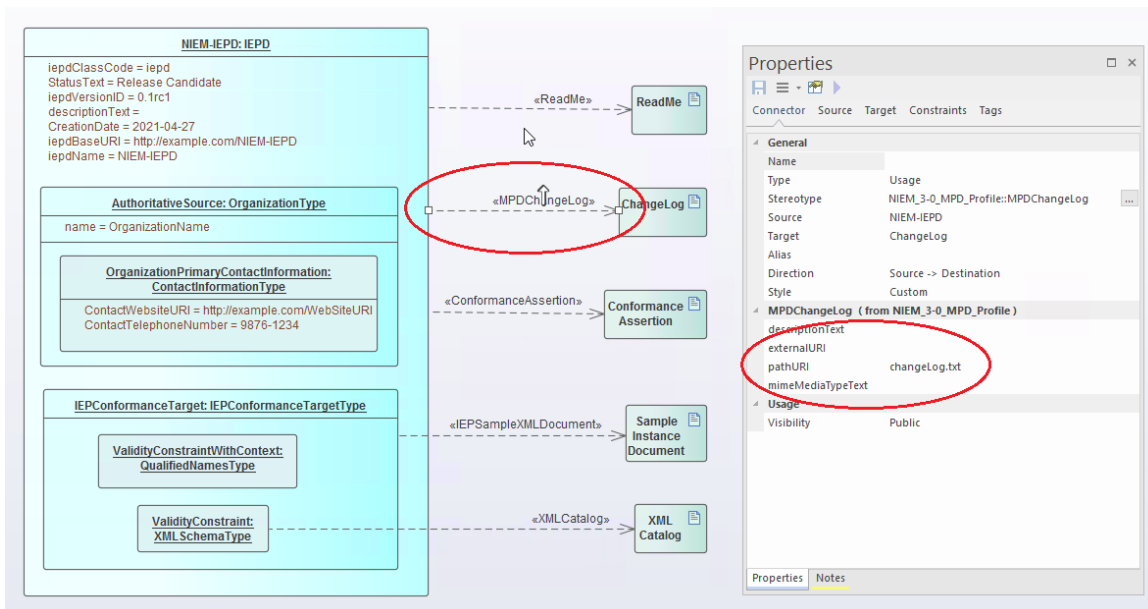 NIEM-IEPD: IEPD
iepdClassCode = iepd
StatusText = Release Candidate
iepdVersionID = 0.1rc1
descriptionText =
CreationDate = 2021-04-27
iepdBaseURI = http://example.com/NIEM-IEPD
iepdName = NIEM-IEPD
AuthoritativeSource: OrganizationType
name = OrganizationName
OrganizationPrimaryContactInformation:
ContactInformationType
ContactWebsiteURI = http://example.com/WebSiteURI
ContactTelephoneNumber = 9876-1234
IEPConformanceTarget: IEPConformanceTargetType
ValidityConstraintWithContext:
QualifiedNamesType
ValidityConstraint:
XMLSchemaType
«ReadMe»
ReadMe
«MPDChangeLog»
ChangeLog
«ConformanceAssertion»
Conformance
Assertion
«IEPSampleXMLDocument»
Sample
Instance
Document
«XMLCatalog»
XML
Catalog
Properties
Connector Source Target Constraints Tags
General
Name
Type Usage
Stereotype NIEM_3-0_MPD_Profile::MPDChangeLog ...
Source NIEM-IEPD
Target ChangeLog
Alias
Direction Source -> Destination
Style Custom
MPDChangeLog ( from NIEM_3-0_MPD_Profile )
descriptionText
externalURI
pathURI changeLog.txt
mimeMediaTypeText
Usage
Visibility Public
Properties Notes